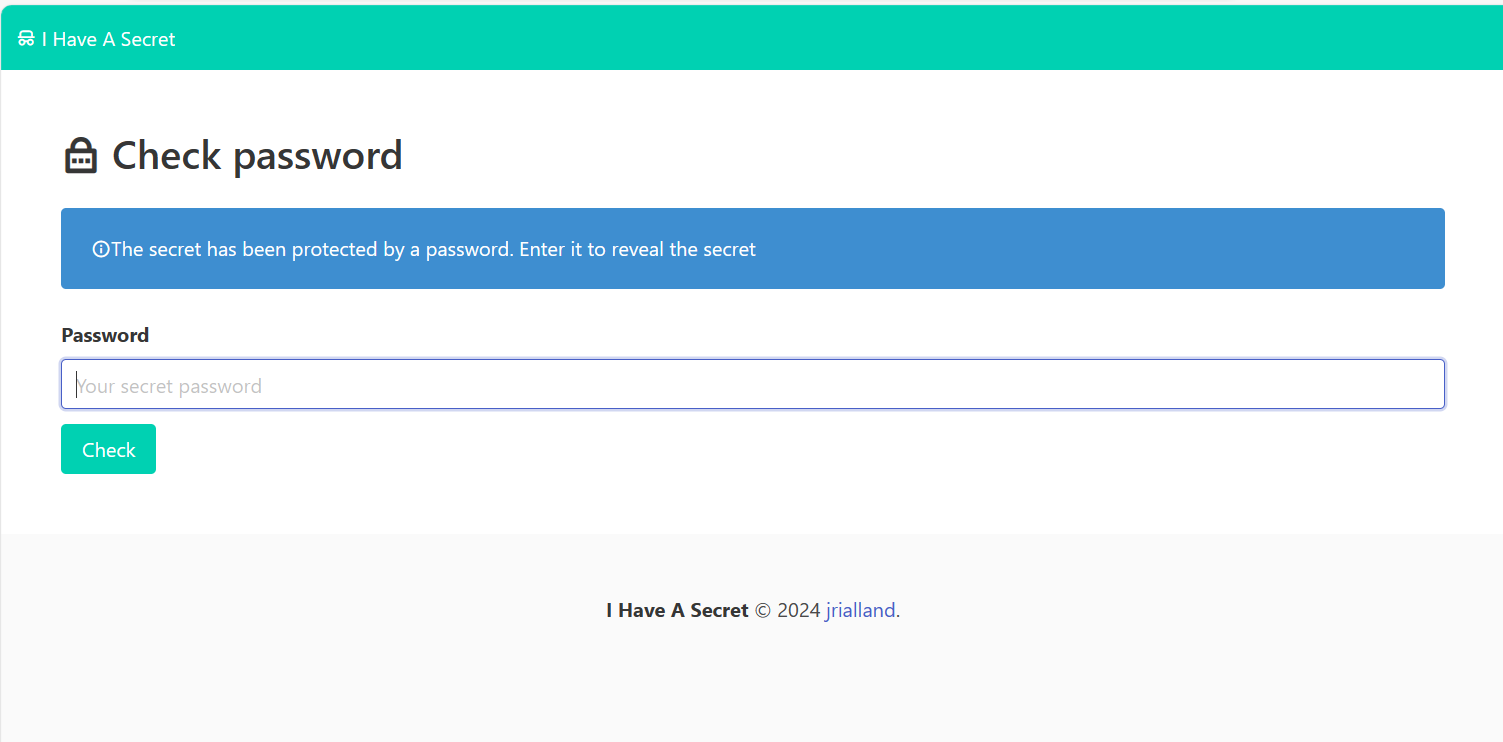 I Have A Secret
Check password
The secret has been protected by a password. Enter it to reveal the secret
Password
Your secret password
Check
I Have A Secret © 2024 jrialland.